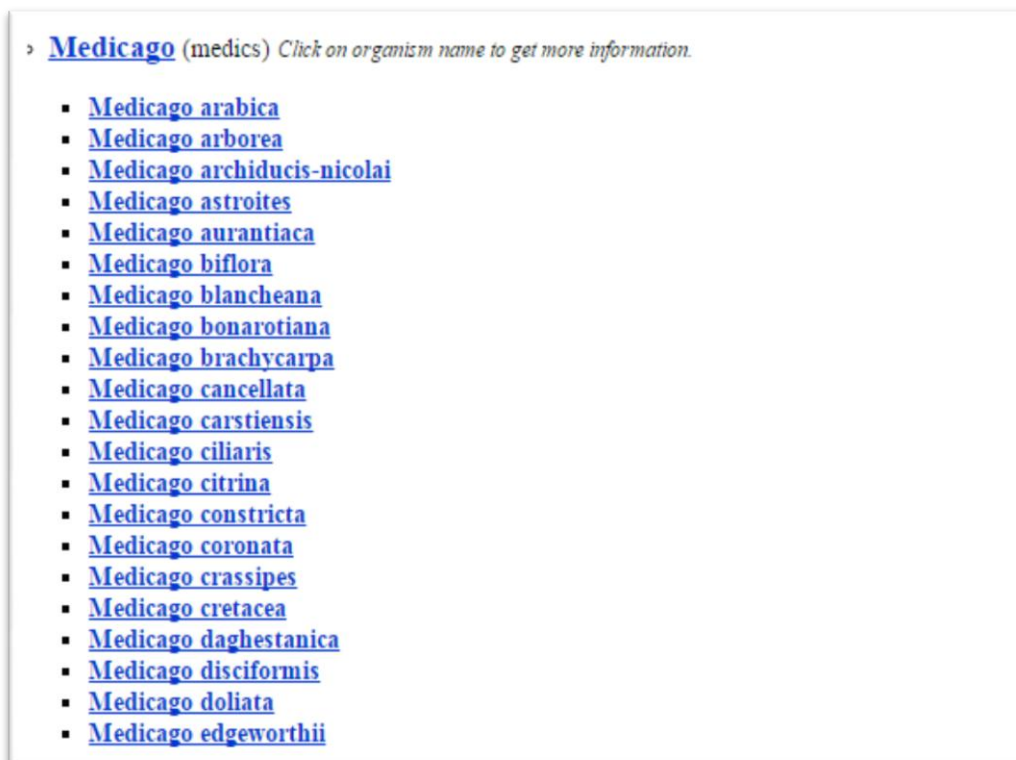 Medicago (medics) Click on organism name to get more information.
Medicago arabica
Medicago arborea
Medicago archiducis-nicolai
Medicago astroites
Medicago aurantiaca
Medicago biflora
Medicago blancheana
Medicago bonarotiana
Medicago brachycarpa
Medicago cancellata
Medicago carstiensis
Medicago ciliaris
Medicago citrina
Medicago constricta
Medicago coronata
Medicago crassipes
Medicago cretacea
Medicago daghestanica
Medicago disciformis
Medicago doliata
Medicago edgeworthii